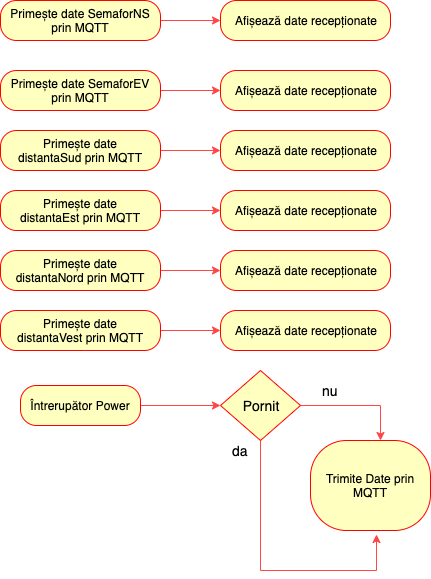 Primește date SemaforNS
prin MQTT
Afișează date recepționate
Primește date SemaforEV
prin MQTT
Afișează date recepționate
Primește date
distantaSud prin MQTT
Afișează date recepționate
Primește date
distantaEst prin MQTT
Afișează date recepționate
Primește date
distantaNord prin MQTT
Afișează date recepționate
Primește date
distantaVest prin MQTT
Afișează date recepționate
Întrerupător Power
Pornit
nu
da
Trimite Date prin
MQTT